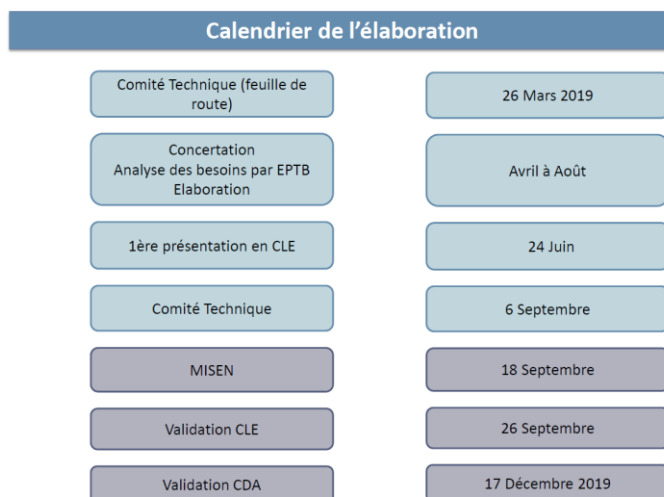 Calendrier de l'élaboration
Comité Technique (feuille de
route)
26 Mars 2019
Concertation
Analyse des besoins par EPTB
Elaboration
Avril à Août
1ère présentation en CLE
24 Juin
Comité Technique
6 Septembre
MISEN
18 Septembre
Validation CLE
26 Septembre
Validation CDA
17 Décembre 2019